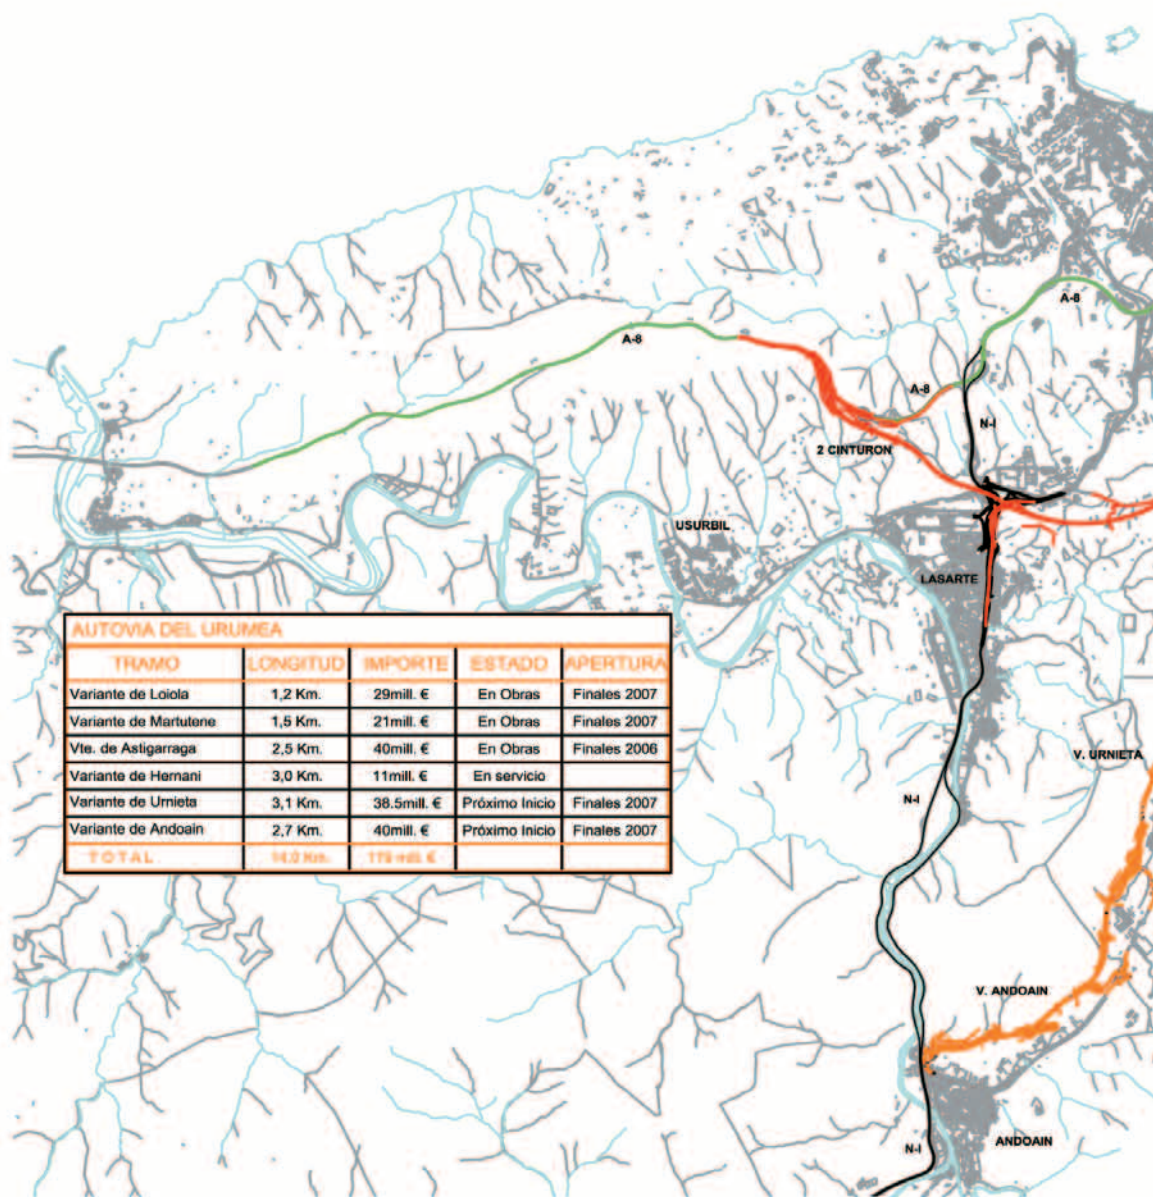 A-8
A-8
A-8
N-I
2 CINTURON
USURBIL
LASARTE
AUTOVIA DEL URUMEA
TRAMO LONGITUD IMPORTE ESTADO APERTURA
Variante de Loiola 1,2 Km. 29mill. € En Obras Finales 2007
Variante de Martutene 1,5 Km. 21mill. € En Obras Finales 2007
Vte. de Astigarraga 2,5 Km. 40mill. € En Obras Finales 2006
Variante de Hernani 3,0 Km. 11mill. € En servicio
Variante de Urnieta 3,1 Km. 38.5mill. € Próximo Inicio Finales 2007
Variante de Andoain 2,7 Km. 40mill. € Próximo Inicio Finales 2007
TOTAL Km. mill. €
V. URNIETA
N-I
V. ANDOAIN
ANDOAIN
N-I